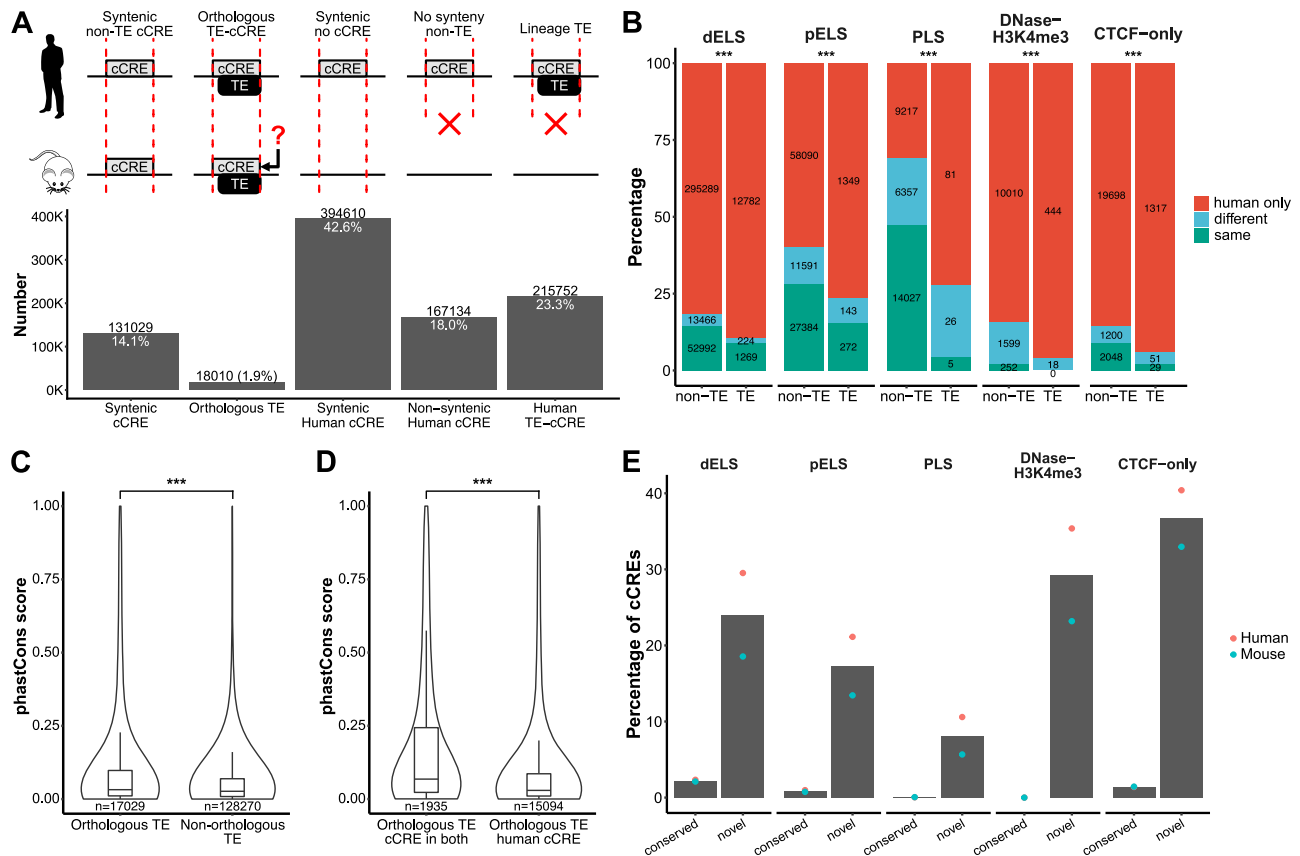 A
Syntenic
non-TE cCRE
Orthologous
TE-cCRE
Syntenic
no cCRE
No synteny
non-TE
Lineage TE
cCRE
cCRE
TE
cCRE
cCRE
cCRE
TE
?
cCRE
cCRE
TE
Number
400K
300K
200K
100K
0K
131029
14.1%
18010 (1.9%)
394610
42.6%
167134
18.0%
215752
23.3%
Syntenic
cCRE
Orthologous TE
Syntenic
Human cCRE
Non-syntenic
Human cCRE
Human
TE-cCRE
B
dELS
pELS
PLS
DNase-
H3K4me3
CTCF-only
***
***
***
***
***
Percentage
100
75
50
25
0
295289
13466
52992
12782
224
1269
58090
11591
27384
1349
143
272
9217
6357
14027
81
26
5
10010
1599
252
444
18
0
19698
1200
2048
1317
51
29
non-TE TE
non-TE TE
non-TE TE
non-TE TE
non-TE TE
human only
different
same
C
***
phastCons score
1.00
0.75
0.50
0.25
0.00
n=17029
n=128270
Orthologous TE
Non-orthologous
TE
D
***
phastCons score
1.00
0.75
0.50
0.25
0.00
n=1935
n=15094
Orthologous TE
cCRE in both
Orthologous TE
human cCRE
E
dELS
pELS
PLS
DNase-
H3K4me3
CTCF-only
Percentage of cCREs
40
30
20
10
0
conserved
novel
conserved
novel
conserved
novel
conserved
novel
conserved
novel
Human
Mouse